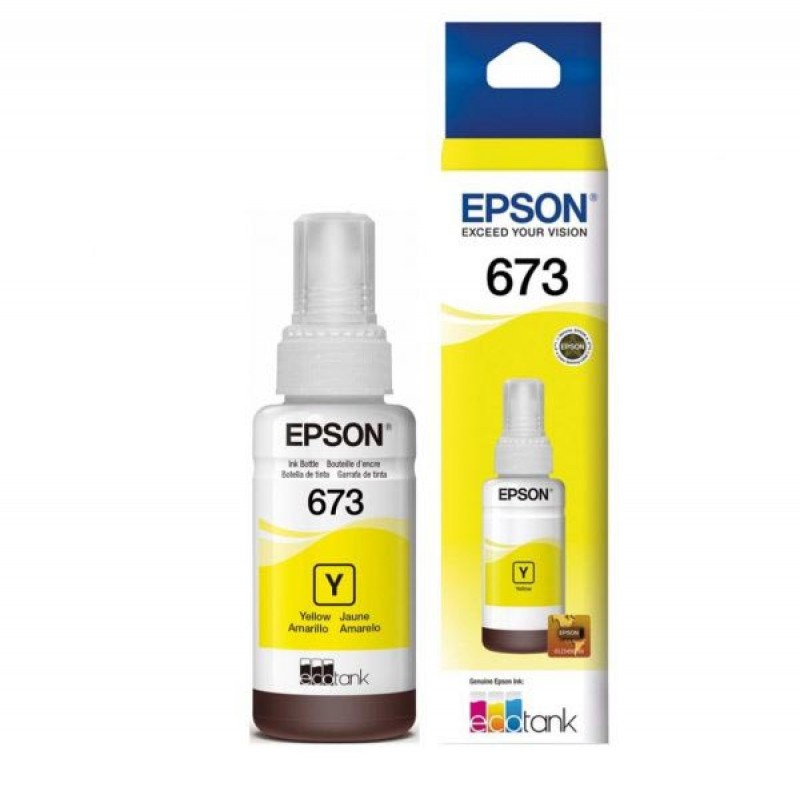 EPSON®
Ink Bottle Bouteille d'encre
Botella de tinta Garrafa de tinta
673
Y
Yellow Jaune
Amarillo Amarelo
ecotank
EPSON®
EXCEED YOUR VISION
673
EPSON
EPSON
Y
Yellow
EPSON
Genuine Epson Ink:
ecotank